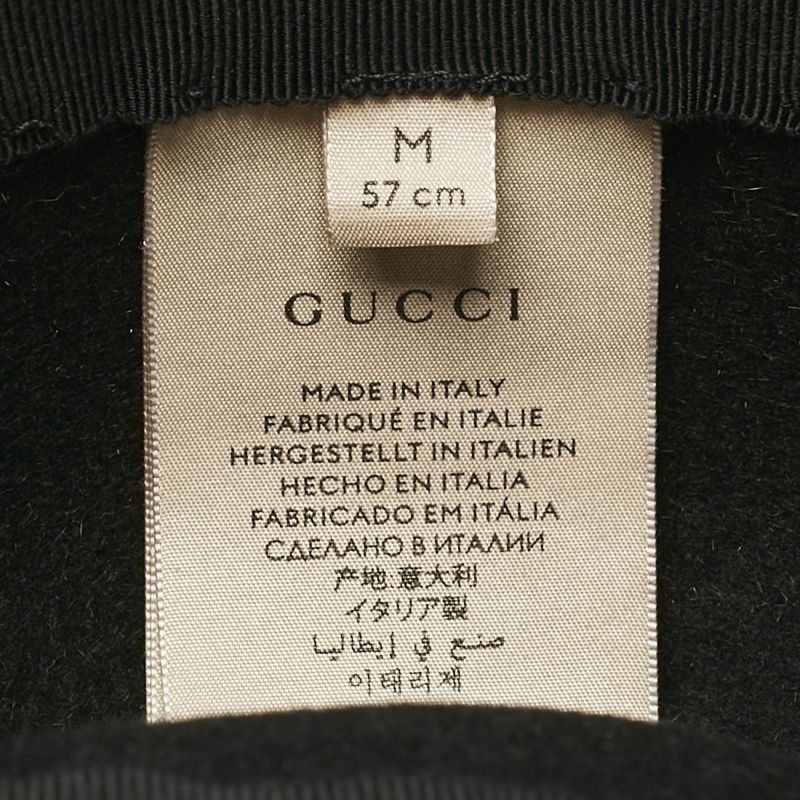 M
57 cm
GUCCI
MADE IN ITALY
FABRIQUÉ EN ITALIE
HERGESTELLT IN ITALIEN
HECHO EN ITALIA
FABRICADO EM ITÁLIA
СДЕЛАНО В ИТАЛИИ
产地 意大利
イタリア製
صنع في إيطاليا
이태리제